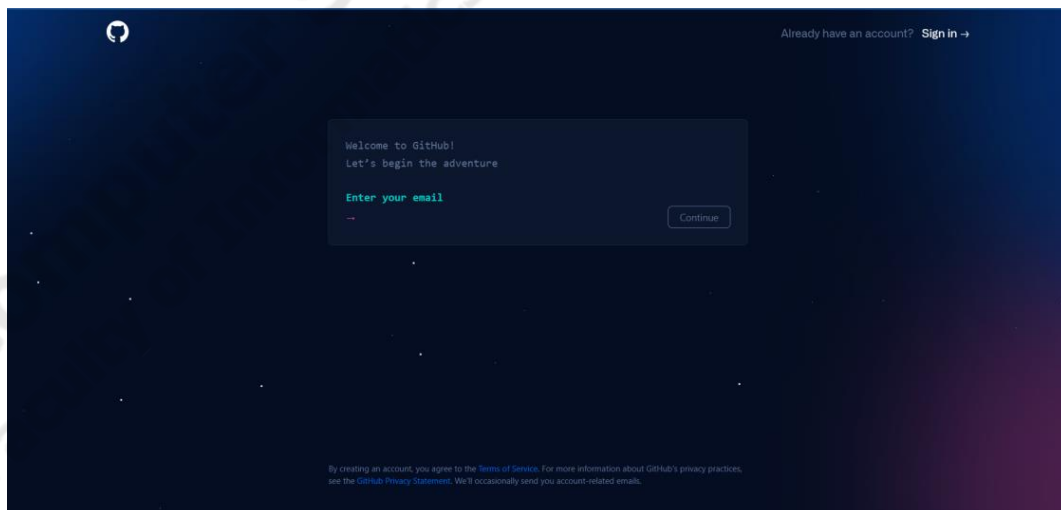 Already have an account? Sign in →
Welcome to GitHub!
Let's begin the adventure
Enter your email
→
Continue
By creating an account, you agree to the Terms of Service. For more information about GitHub's privacy practices,
see the GitHub Privacy Statement. We'll occasionally send you account-related emails.